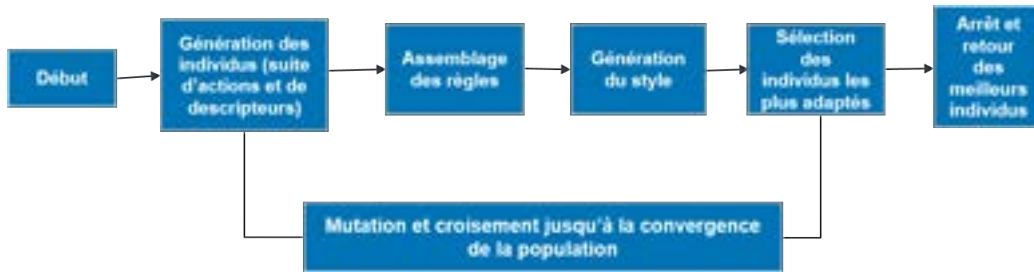 Début
Génération des
individus (suite
d'actions et de
descripteurs)
Assemblage
des règles
Génération
du style
Sélection
des
individus les
plus adaptés
Arrêt et
retour
des
meilleurs
individus
Mutation et croisement jusqu'à la convergence
de la population